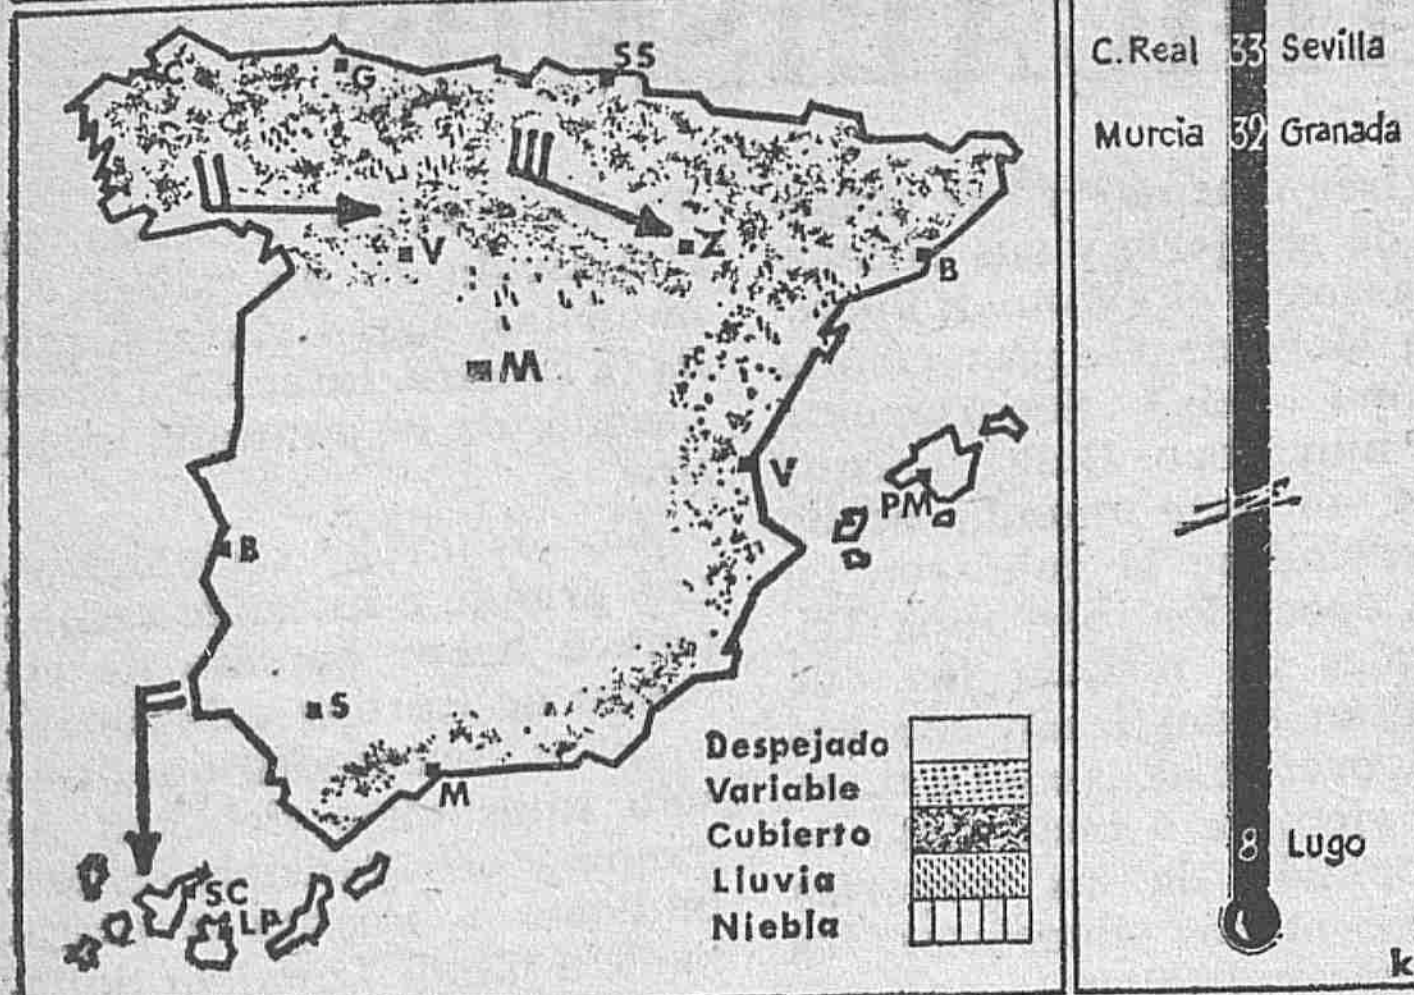 C
G
SS
V
Z
B
M
V
PM
B
S
M
SC
LP
Despejado
Variable
Cubierto
Lluvia
Niebla
C. Real 33 Sevilla
Murcia 32 Granada
8 Lugo
k